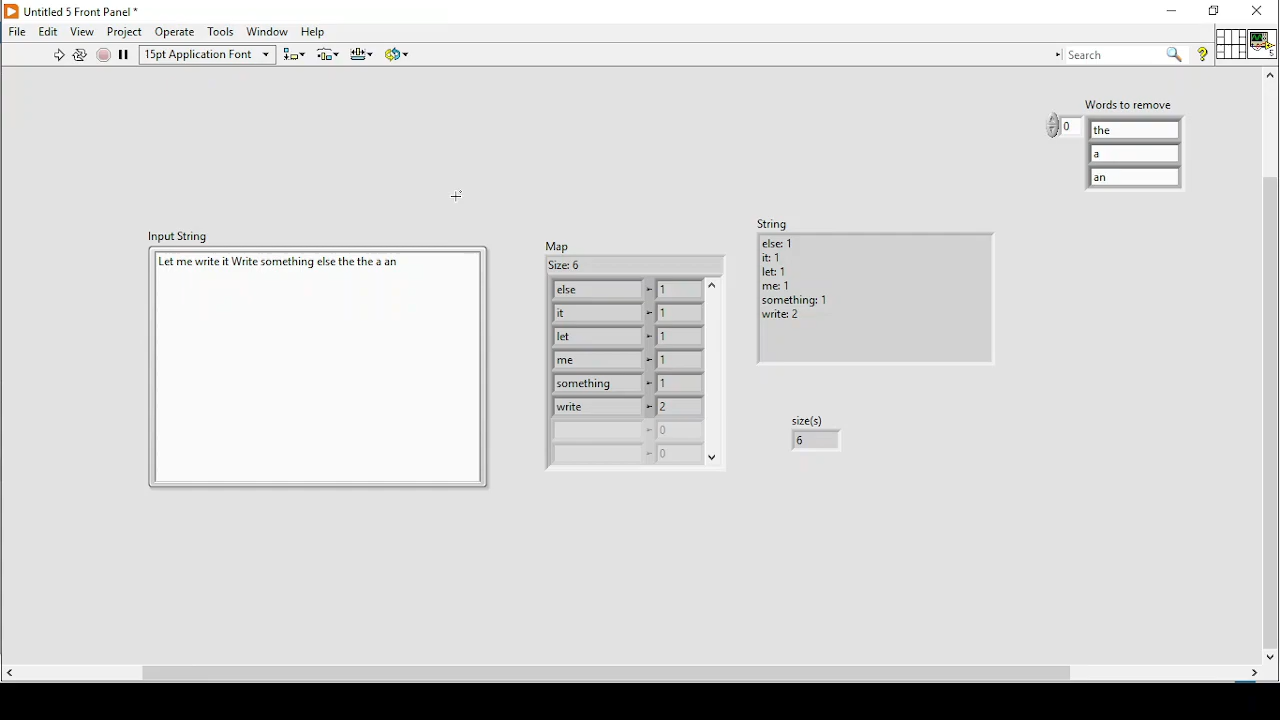 Untitled 5 Front Panel *
File Edit View Project Operate Tools Window Help
15pt Application Font
Search
?
5
Words to remove
0
the
a
an
Input String
Let me write it Write something else the the a an
Map
Size: 6
else 1
it 1
let 1
me 1
something 1
write 2
0
0
String
else: 1
it: 1
let: 1
me: 1
something: 1
write: 2
size(s)
6